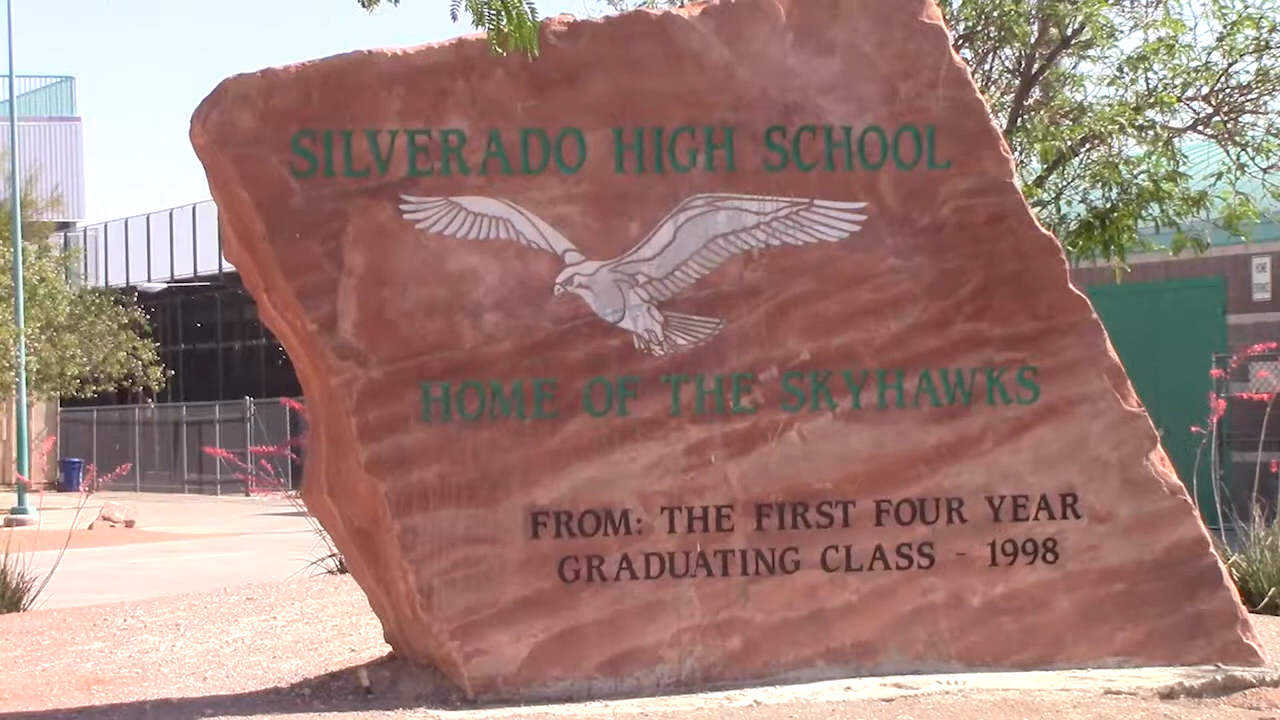 SILVERADO HIGH SCHOOL
HOME OF THE SKYHAWKS
FROM: THE FIRST FOUR YEAR
GRADUATING CLASS - 1998